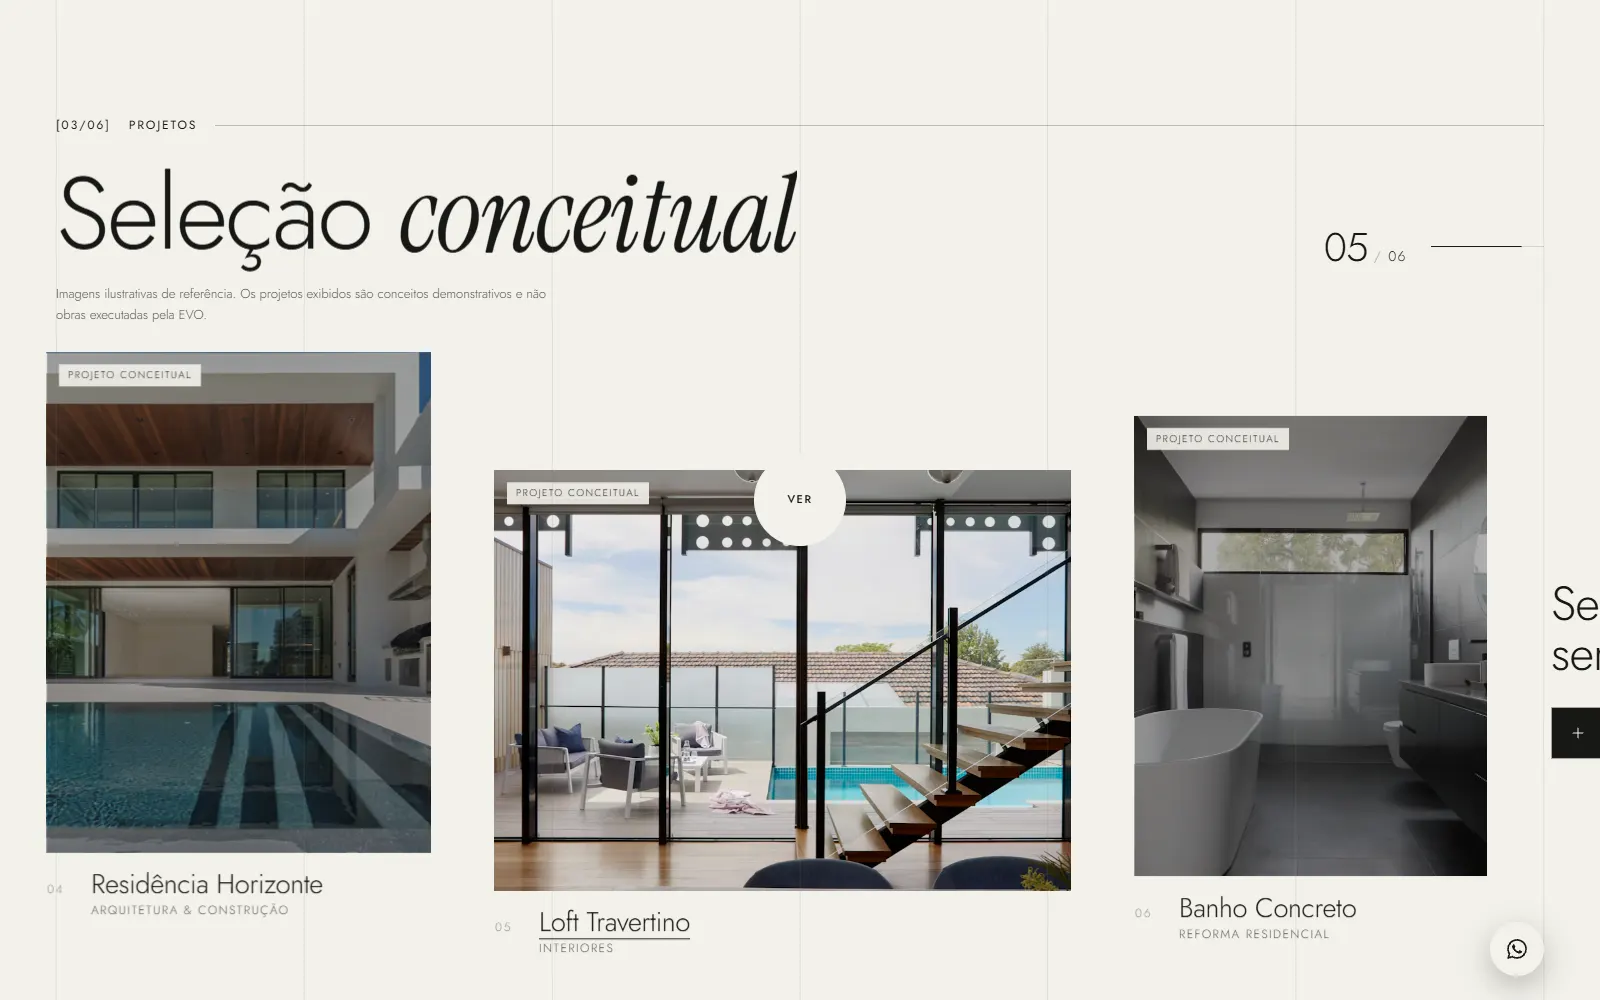 [03/06] PROJETOS
Seleção conceitual
05 / 06
Imagens ilustrativas de referência. Os projetos exibidos são conceitos demonstrativos e não
obras executadas pela EVO.
PROJETO CONCEITUAL
04 Residência Horizonte
ARQUITETURA & CONSTRUÇÃO
PROJETO CONCEITUAL
VER
05 Loft Travertino
INTERIORES
PROJETO CONCEITUAL
06 Banho Concreto
REFORMA RESIDENCIAL